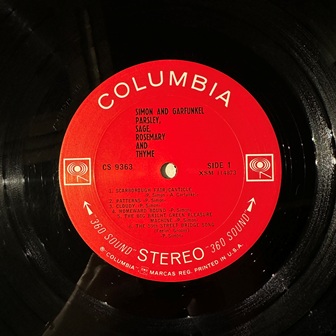 COLUMBIA
SIMON AND GARFUNKEL
PARSLEY,
SAGE,
ROSEMARY
AND
THYME
CS 9363
SIDE 1
1. SCARBOROUGH FAIR/CANTICLE
2. PATTERNS
3. CLOUDY
4. HOMEWARD BOUND
5. THE BIG BRIGHT GREEN PLEASURE
MACHINE
6. THE 59TH STREET BRIDGE SONG
"360 SOUND" STEREO "360 SOUND"
® "COLUMBIA", MARCAS REG. PRINTED IN U.S.A.